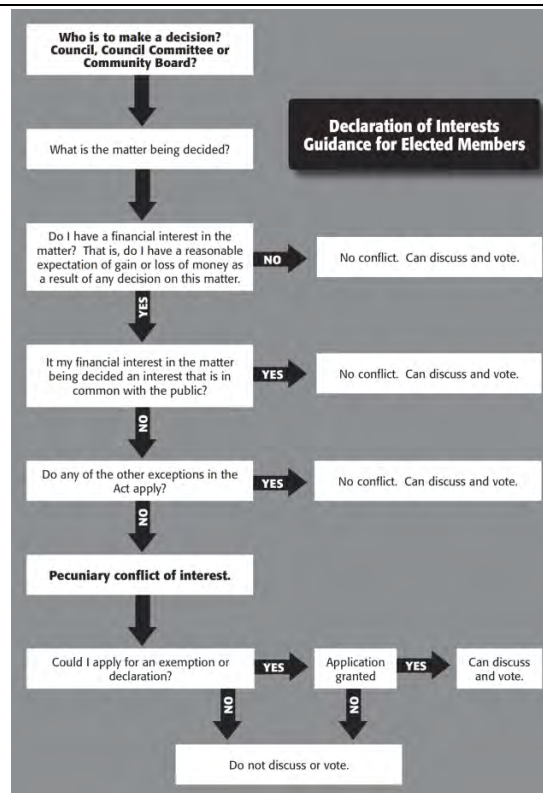 Who is to make a decision?
Council, Council Committee or
Community Board?
Declaration of Interests
Guidance for Elected Members
What is the matter being decided?
Do I have a financial interest in the
matter? That is, do I have a reasonable
expectation of gain or loss of money as
a result of any decision on this matter.
NO
No conflict. Can discuss and vote.
YES
It my financial interest in the matter
being decided an interest that is in
common with the public?
YES
No conflict. Can discuss and vote.
NO
Do any of the other exceptions in the
Act apply?
YES
No conflict. Can discuss and vote.
NO
Pecuniary conflict of interest.
Could I apply for an exemption or
declaration?
YES
Application
granted
YES
Can discuss
and vote.
NO
NO
Do not discuss or vote.